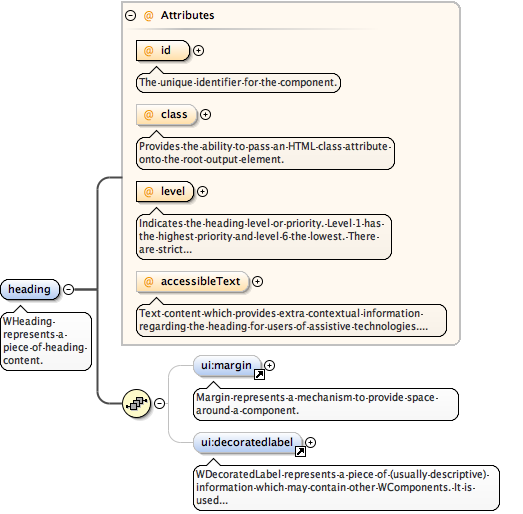 Attributes
@ id
The unique identifier for the component.
@ class
Provides the ability to pass an HTML class attribute
onto the root output element.
@ level
Indicates the heading level or priority. Level 1 has
the highest priority and level 6 the lowest. There
are strict...
@ accessibleText
Text content which provides extra contextual information
regarding the heading for users of assistive technologies....
heading
WHeading
represents a
piece of heading
content.
ui:margin
Margin represents a mechanism to provide space
around a component.
ui:decoratedlabel
WDecoratedLabel represents a piece of (usually descriptive)
information which may contain other WComponents. It is
used...